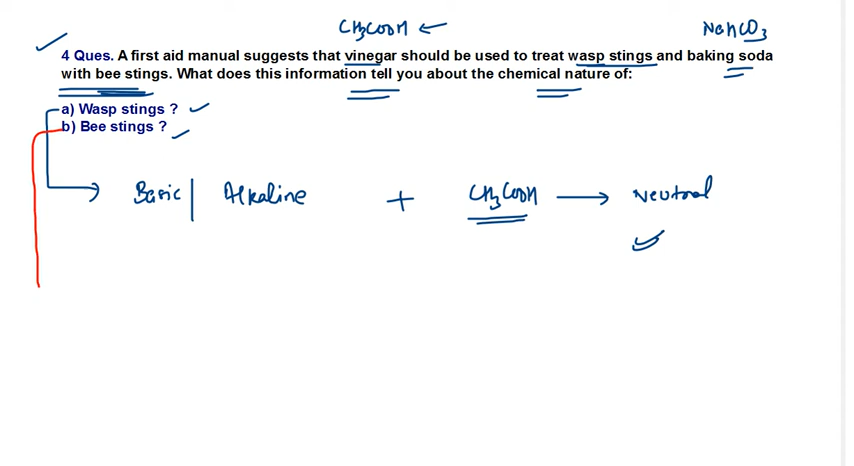 CH3COOH ← NaHCO3
4 Ques. A first aid manual suggests that vinegar should be used to treat wasp stings and baking soda
with bee stings. What does this information tell you about the chemical nature of:
a) Wasp stings ?
b) Bee stings ?
Basic | Alkaline + CH3COOH → Neutral